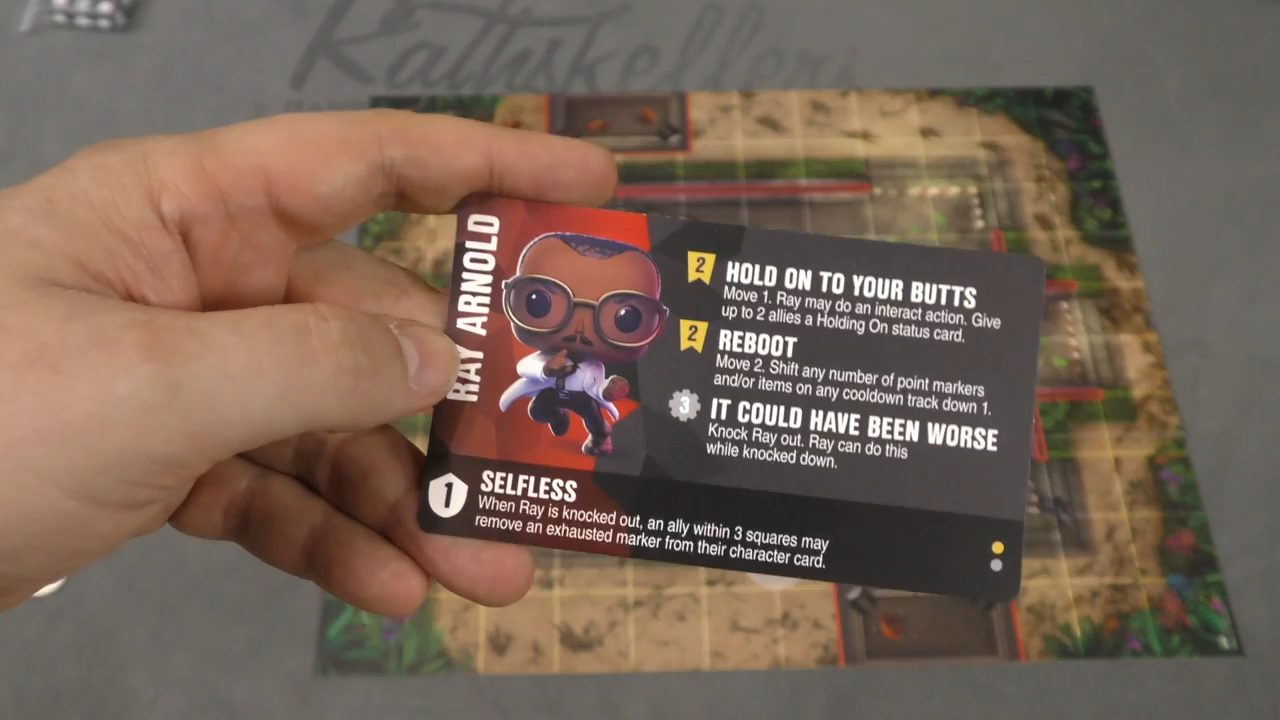 Rathskellers
RAY ARNOLD
2
HOLD ON TO YOUR BUTTS
Move 1. Ray may do an interact action. Give
up to 2 allies a Holding On status card.
2
REBOOT
Move 2. Shift any number of point markers
and/or items on any cooldown track down 1.
3
IT COULD HAVE BEEN WORSE
Knock Ray out. Ray can do this
while knocked down.
1
SELFLESS
When Ray is knocked out, an ally within 3 squares may
remove an exhausted marker from their character card.